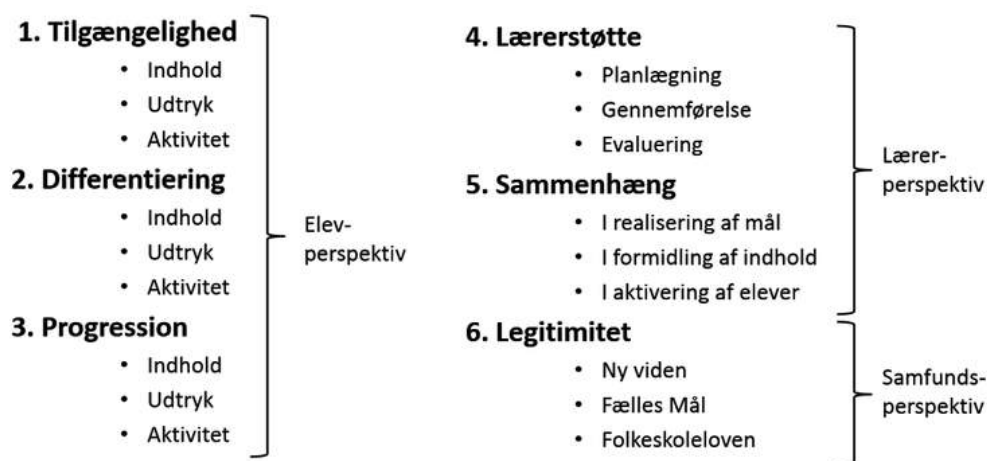 1. Tilgængelighed
• Indhold
• Udtryk
• Aktivitet
2. Differentiering
• Indhold
• Udtryk
• Aktivitet
3. Progression
• Indhold
• Udtryk
• Aktivitet
Elev-
perspektiv
4. Lærerstøtte
• Planlægning
• Gennemførelse
• Evaluering
5. Sammenhæng
• I realisering af mål
• I formidling af indhold
• I aktivering af elever
Lærer-
perspektiv
6. Legitimitet
• Ny viden
• Fælles Mål
• Folkeskoleloven
Samfunds-
perspektiv